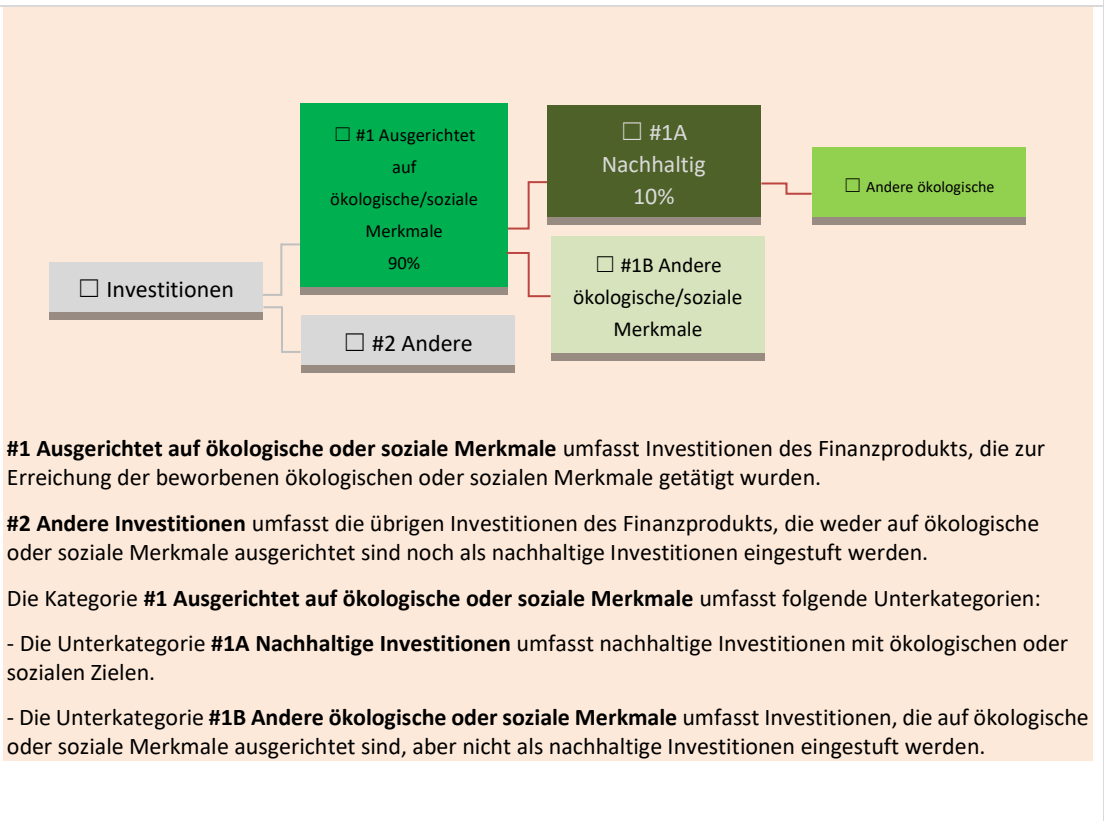 ☐ #1 Ausgerichtet
auf
ökologische/soziale
Merkmale
90%
☐ #1A
Nachhaltig
10%
☐ Andere ökologische
☐ #1B Andere
ökologische/soziale
Merkmale
☐ Investitionen
☐ #2 Andere
#1 Ausgerichtet auf ökologische oder soziale Merkmale umfasst Investitionen des Finanzprodukts, die zur
Erreichung der beworbenen ökologischen oder sozialen Merkmale getätigt wurden.
#2 Andere Investitionen umfasst die übrigen Investitionen des Finanzprodukts, die weder auf ökologische
oder soziale Merkmale ausgerichtet sind noch als nachhaltige Investitionen eingestuft werden.
Die Kategorie #1 Ausgerichtet auf ökologische oder soziale Merkmale umfasst folgende Unterkategorien:
- Die Unterkategorie #1A Nachhaltige Investitionen umfasst nachhaltige Investitionen mit ökologischen oder
sozialen Zielen.
- Die Unterkategorie #1B Andere ökologische oder soziale Merkmale umfasst Investitionen, die auf ökologische
oder soziale Merkmale ausgerichtet sind, aber nicht als nachhaltige Investitionen eingestuft werden.